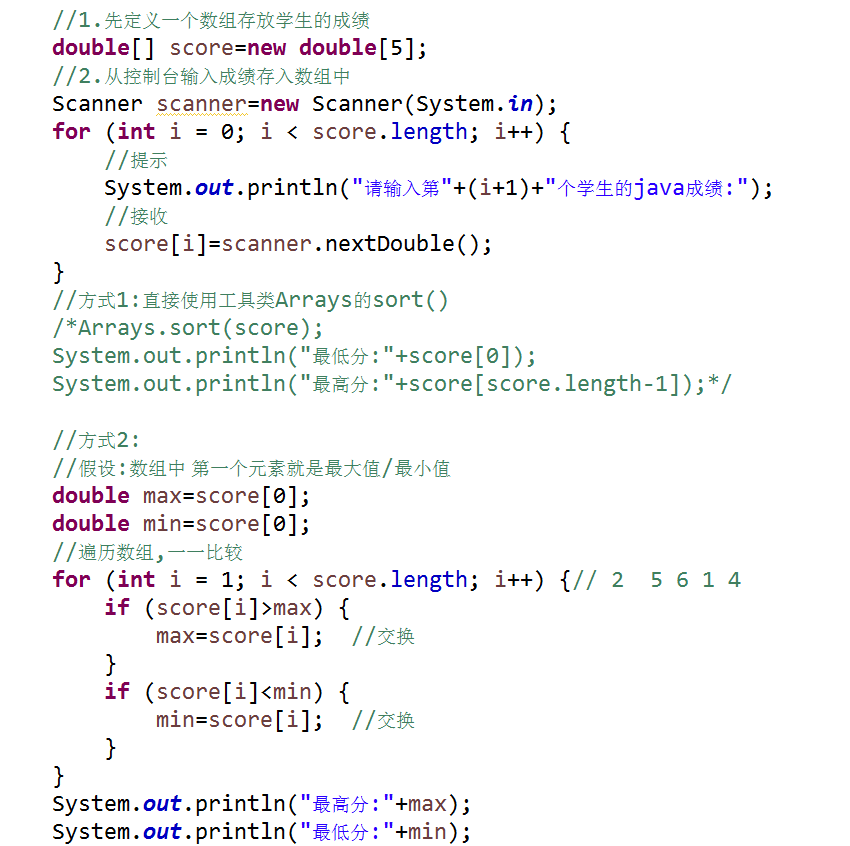 //1.先定义一个数组存放学生的成绩
double[] score=new double[5];
//2.从控制台输入成绩存入数组中
Scanner scanner=new Scanner(System.in);
for (int i = 0; i < score.length; i++) {
    //提示
    System.out.println("请输入第"+(i+1)+"个学生的java成绩:");
    //接收
    score[i]=scanner.nextDouble();
}
//方式1:直接使用工具类Arrays的sort()
/*Arrays.sort(score);
System.out.println("最低分:"+score[0]);
System.out.println("最高分:"+score[score.length-1]);*/
//方式2:
//假设:数组中 第一个元素就是最大值/最小值
double max=score[0];
double min=score[0];
//遍历数组,一一比较
for (int i = 1; i < score.length; i++) {// 2  5 6 1 4
    if (score[i]>max) {
        max=score[i];  //交换
    }
    if (score[i]<min) {
        min=score[i];  //交换
    }
}
System.out.println("最高分:"+max);
System.out.println("最低分:"+min);